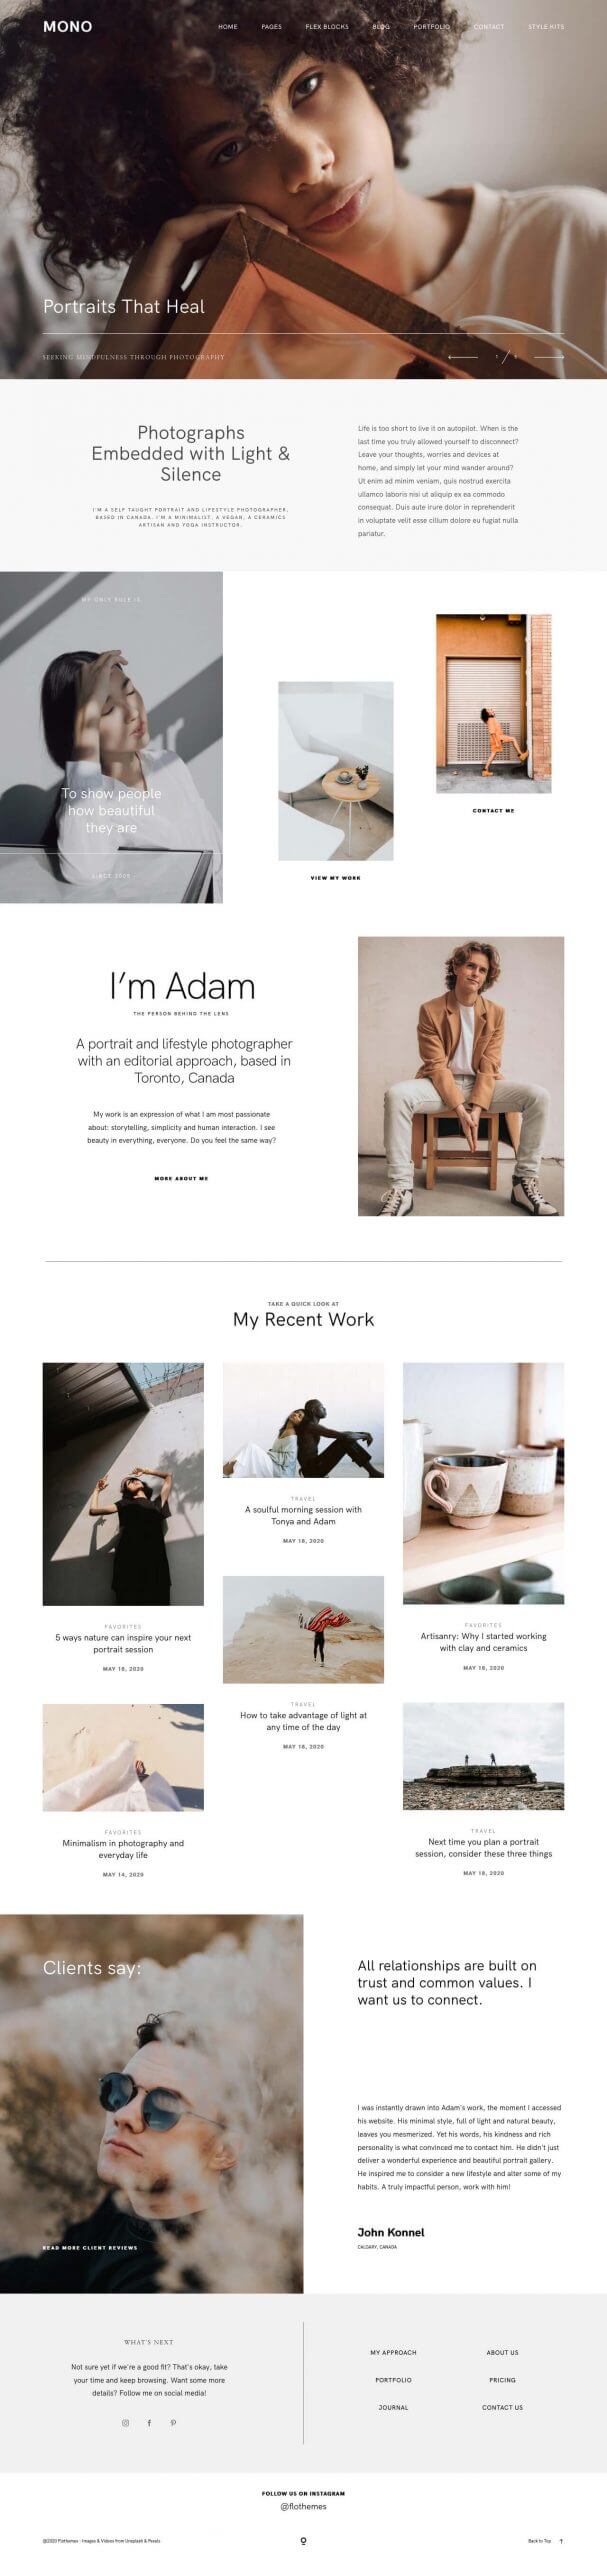 MONO
HOME PAGES FLEX BLOCKS BLOG PORTFOLIO CONTACT STYLE KITS
Portraits That Heal
SEEKING MINDFULNESS THROUGH PHOTOGRAPHY
Photographs
Embedded with Light &
Silence
I'M A SELF TAUGHT PORTRAIT AND LIFESTYLE PHOTOGRAPHER,
BASED IN CANADA. I'M A MINIMALIST, A VEGAN, A CERAMICS
ARTISAN AND YOGA INSTRUCTOR.
Life is too short to live it on autopilot. When is the
last time you truly allowed yourself to disconnect?
Leave your thoughts, worries and devices at
home, and simply let your mind wander around?
Ut enim ad minim veniam, quis nostrud exercita
ullamco laboris nisi ut aliquip ex ea commodo
consequat. Duis aute irure dolor in reprehenderit
in voluptate velit esse cillum dolore eu fugiat nulla
pariatur.
MY ONLY RULE IS
To show people
how beautiful
they are
SINCE 2009
VIEW MY WORK
CONTACT ME
I'm Adam
THE PERSON BEHIND THE LENS
A portrait and lifestyle photographer
with an editorial approach, based in
Toronto, Canada
My work is an expression of what I am most passionate
about: storytelling, simplicity and human interaction. I see
beauty in everything, everyone. Do you feel the same way?
MORE ABOUT ME
TAKE A QUICK LOOK AT
My Recent Work
FAVORITES
5 ways nature can inspire your next
portrait session
MAY 18, 2020
FAVORITES
Minimalism in photography and
everyday life
MAY 14, 2020
TRAVEL
A soulful morning session with
Tonya and Adam
MAY 18, 2020
TRAVEL
How to take advantage of light at
any time of the day
MAY 18, 2020
FAVORITES
Artisanry: Why I started working
with clay and ceramics
MAY 18, 2020
TRAVEL
Next time you plan a portrait
session, consider these three things
MAY 18, 2020
Clients say:
READ MORE CLIENT REVIEWS
All relationships are built on
trust and common values. I
want us to connect.
I was instantly drawn into Adam's work, the moment I accessed
his website. His minimal style, full of light and natural beauty,
leaves you mesmerized. Yet his words, his kindness and rich
personality is what convinced me to contact him. He didn't just
deliver a wonderful experience and beautiful portrait gallery.
He inspired me to consider a new lifestyle and alter some of my
habits. A truly impactful person, work with him!
John Konnel
CALGARY, CANADA
WHAT'S NEXT
Not sure yet if we're a good fit? That's okay, take
your time and keep browsing. Want some more
details? Follow me on social media!
MY APPROACH ABOUT US
PORTFOLIO PRICING
JOURNAL CONTACT US
FOLLOW US ON INSTAGRAM
@flothemes
@2020 Flothemes - Images & Videos from Unsplash & Pexels
Back to Top